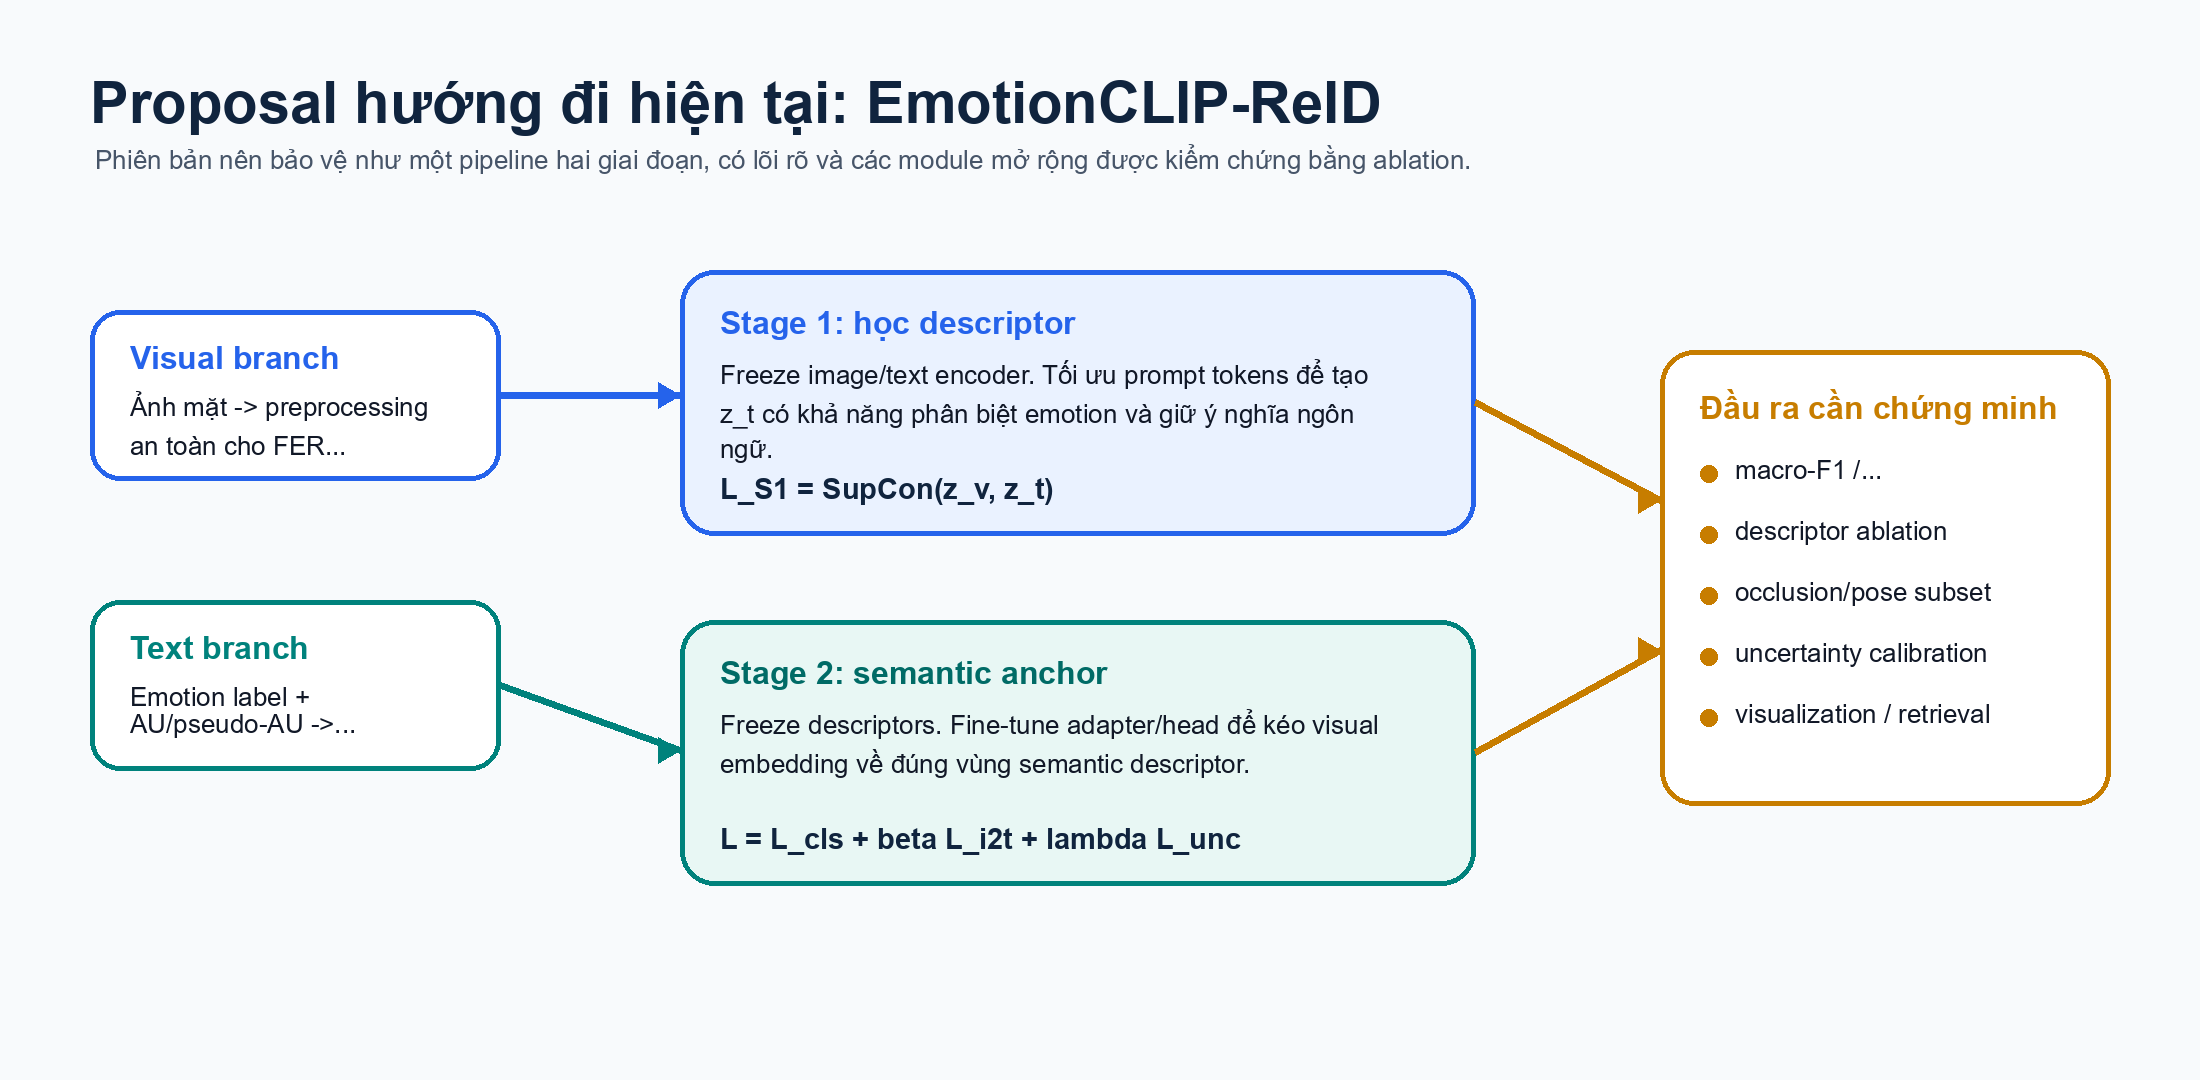 Proposal hướng đi hiện tại: EmotionCLIP-ReID
Phiên bản nên bảo vệ như một pipeline hai giai đoạn, có lõi rõ và các module mở rộng được kiểm chứng bằng ablation.
Visual branch
Ảnh mặt -> preprocessing
an toàn cho FER...
Stage 1: học descriptor
Freeze image/text encoder. Tối ưu prompt tokens để tạo
z_t có khả năng phân biệt emotion và giữ ý nghĩa ngôn
ngữ.
L_S1 = SupCon(z_v, z_t)
Text branch
Emotion label +
AU/pseudo-AU ->...
Stage 2: semantic anchor
Freeze descriptors. Fine-tune adapter/head để kéo visual
embedding về đúng vùng semantic descriptor.
L = L_cls + beta L_i2t + lambda L_unc
Đầu ra cần chứng minh
macro-F1 /...
descriptor ablation
occlusion/pose subset
uncertainty calibration
visualization / retrieval